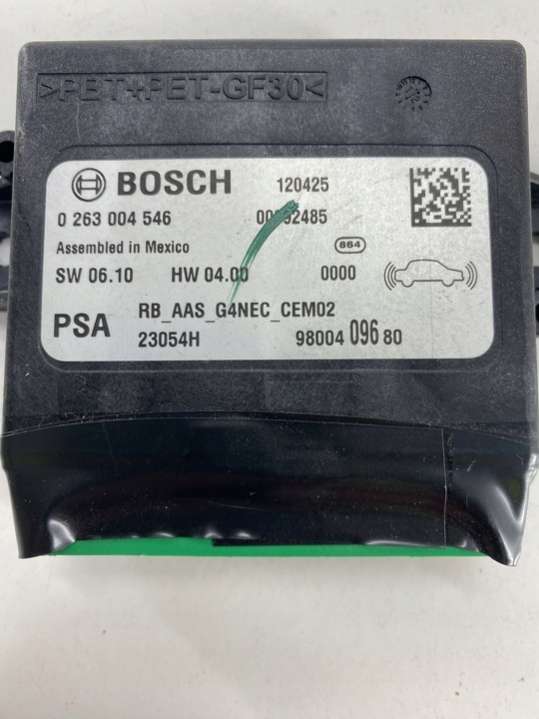 >PBT+PET-GF30<
BOSCH 120425
0 263 004 546
Assembled in Mexico 864
SW 06.10 HW 04.00 0000
PSA RB_AAS_G4NEC_CEM02
23054H 98004 096 80